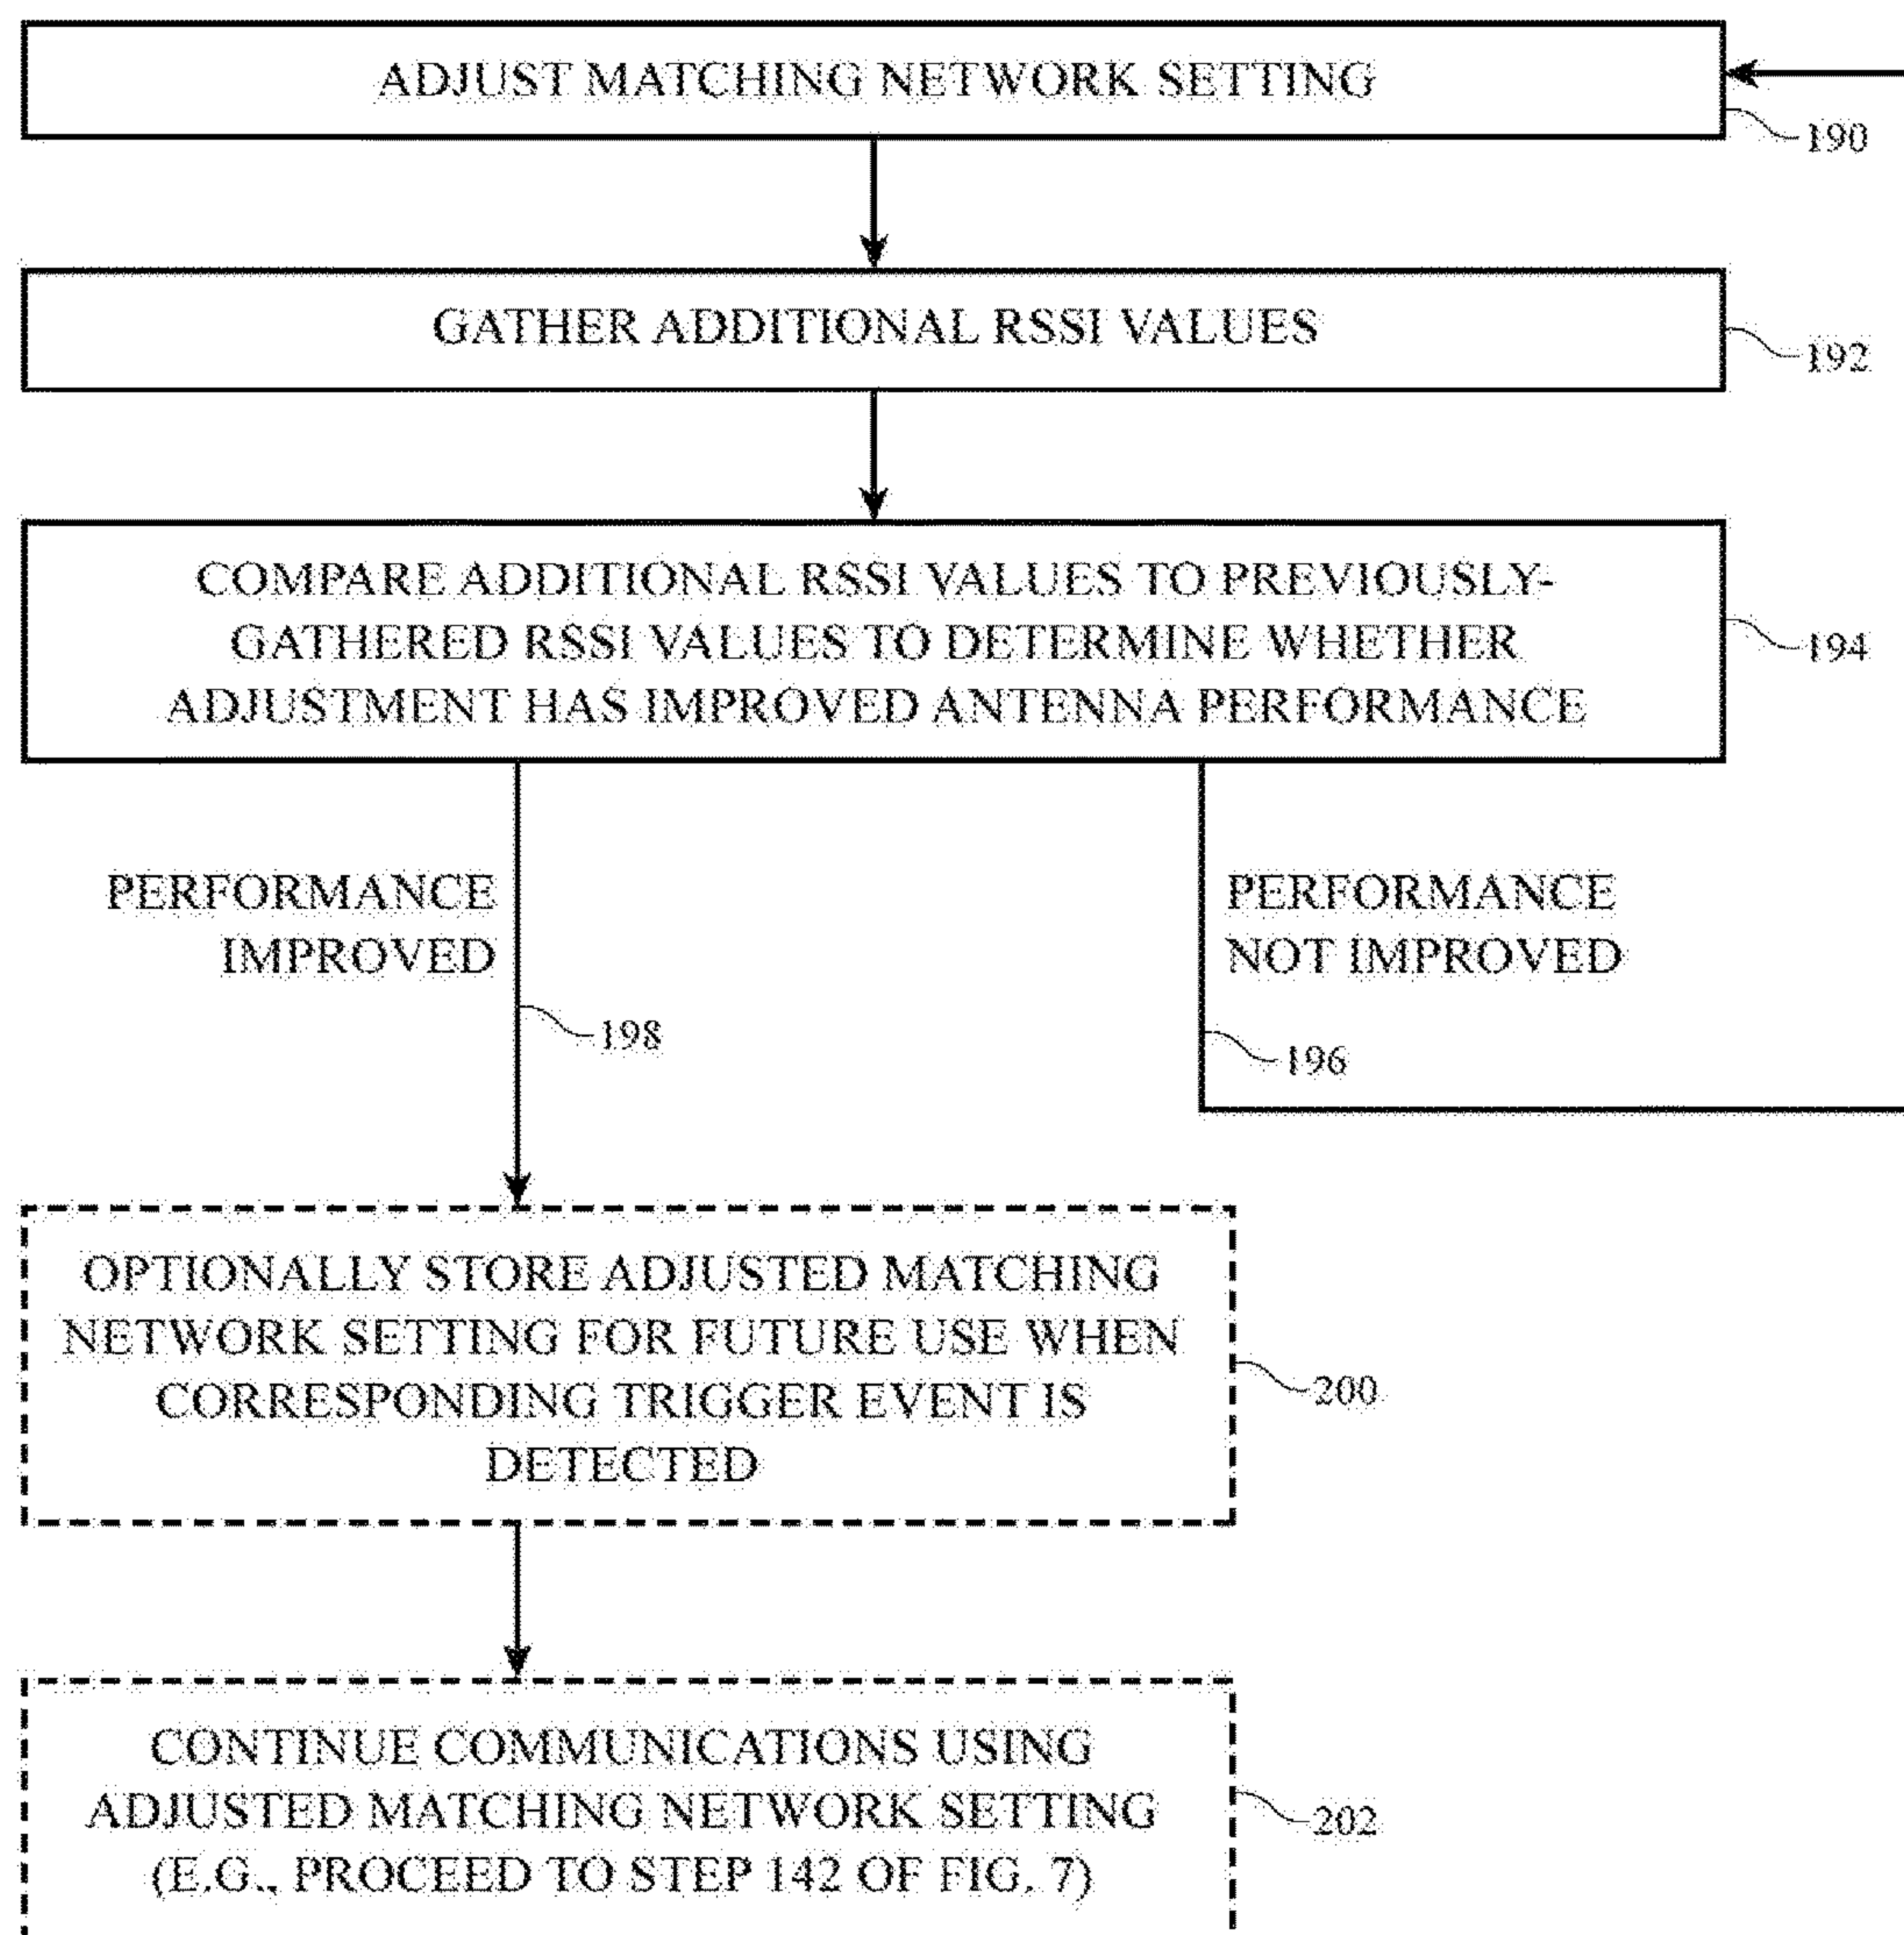 ADJUST MATCHING NETWORK SETTING
190
GATHER ADDITIONAL RSSI VALUES
192
COMPARE ADDITIONAL RSSI VALUES TO PREVIOUSLY-
GATHERED RSSI VALUES TO DETERMINE WHETHER
ADJUSTMENT HAS IMPROVED ANTENNA PERFORMANCE
194
PERFORMANCE
IMPROVED
198
PERFORMANCE
NOT IMPROVED
196
OPTIONALLY STORE ADJUSTED MATCHING
NETWORK SETTING FOR FUTURE USE WHEN
CORRESPONDING TRIGGER EVENT IS
DETECTED
200
CONTINUE COMMUNICATIONS USING
ADJUSTED MATCHING NETWORK SETTING
(E.G., PROCEED TO STEP 142 OF FIG. 7)
202